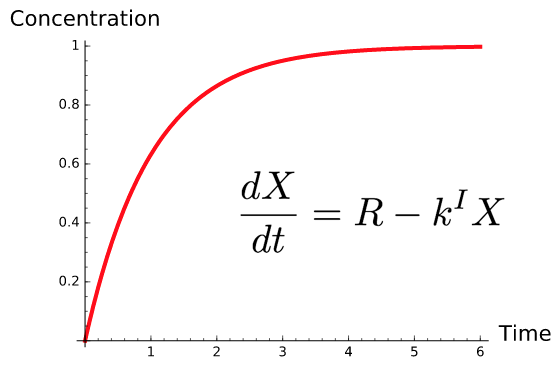 Concentration
1
0.8
0.6
0.4
0.2
dX/dt = R − k^I X
1 2 3 4 5 6
Time